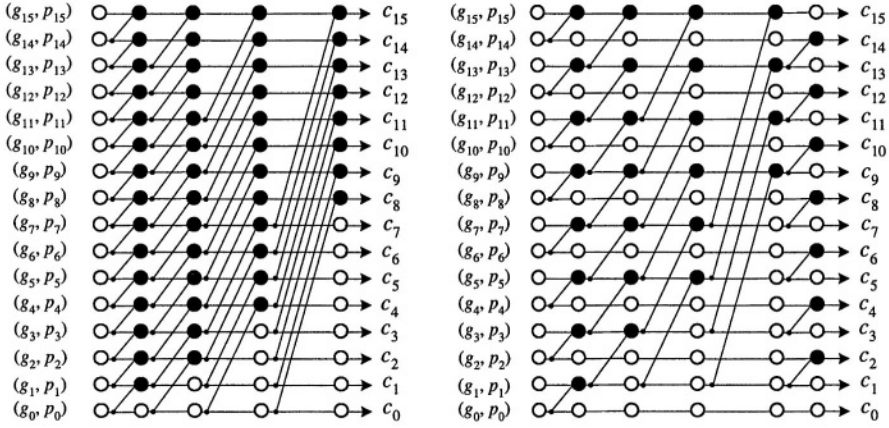 (g15, p15) c15 (g15, p15) c15
(g14, p14) c14 (g14, p14) c14
(g13, p13) c13 (g13, p13) c13
(g12, p12) c12 (g12, p12) c12
(g11, p11) c11 (g11, p11) c11
(g10, p10) c10 (g10, p10) c10
(g9, p9) c9 (g9, p9) c9
(g8, p8) c8 (g8, p8) c8
(g7, p7) c7 (g7, p7) c7
(g6, p6) c6 (g6, p6) c6
(g5, p5) c5 (g5, p5) c5
(g4, p4) c4 (g4, p4) c4
(g3, p3) c3 (g3, p3) c3
(g2, p2) c2 (g2, p2) c2
(g1, p1) c1 (g1, p1) c1
(g0, p0) c0 (g0, p0) c0